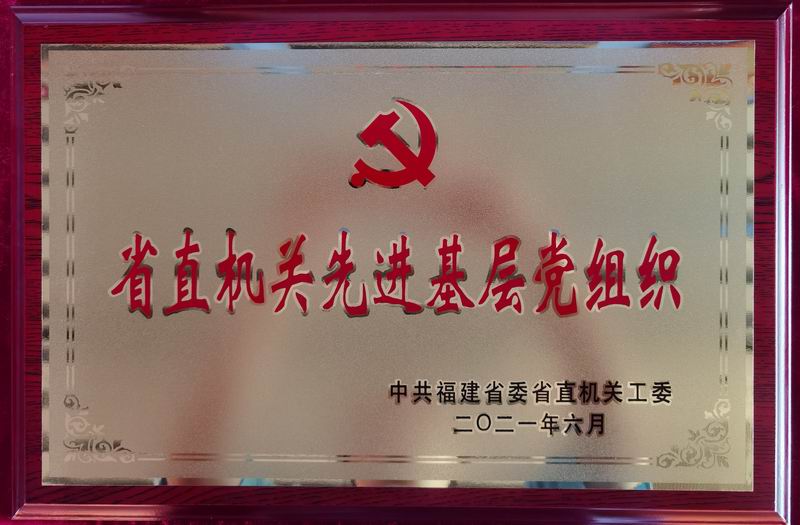 省直机关先进基层党组织
中共福建省委省直机关工委
二〇二一年六月